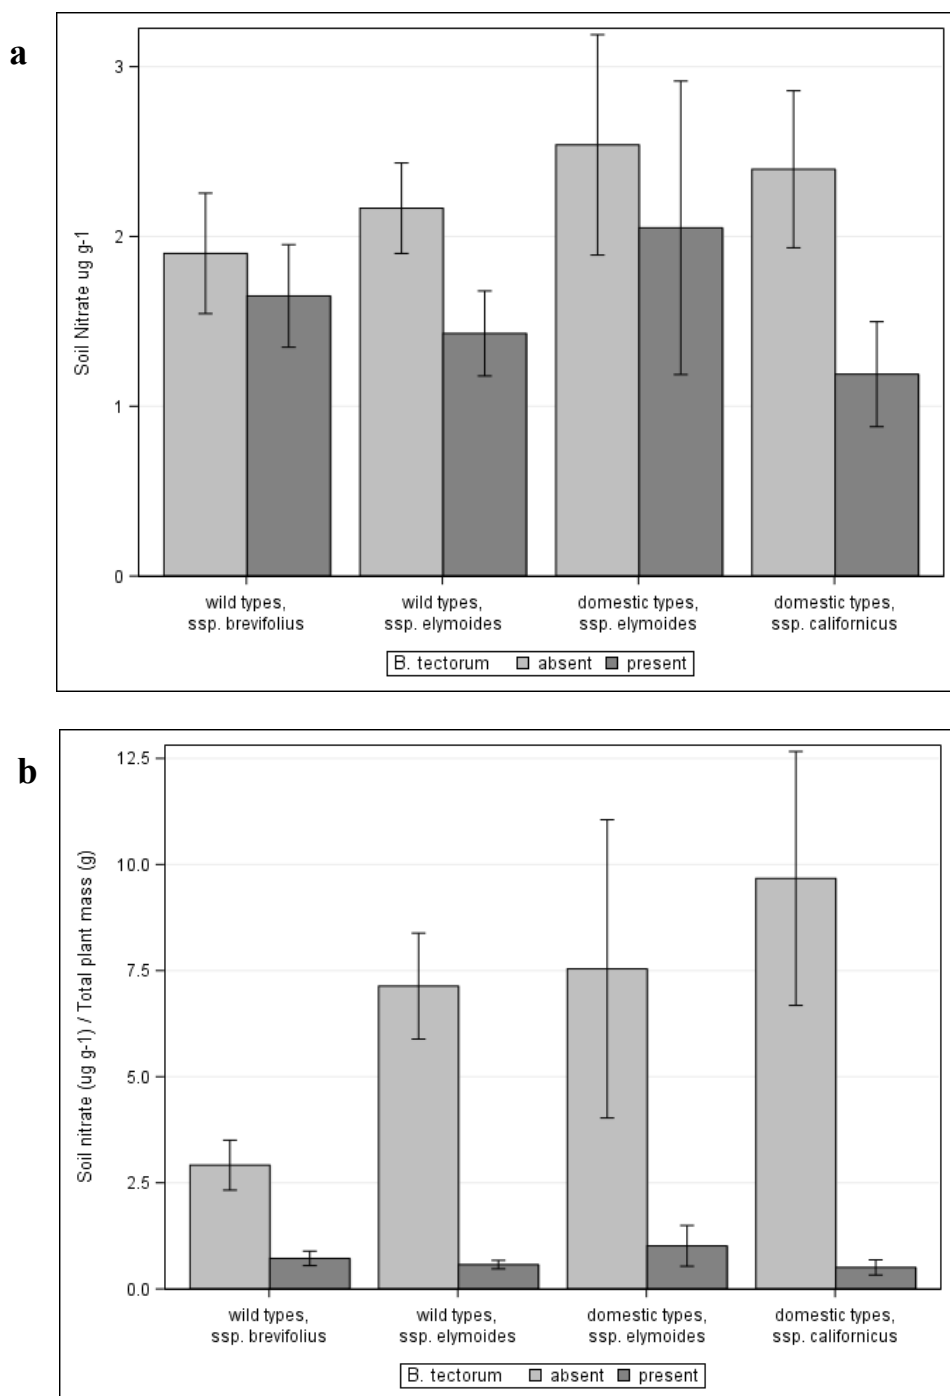 a
Soil Nitrate ug g-1
3
2
1
0
wild types,
ssp. brevifolius
wild types,
ssp. elymoides
domestic types,
ssp. elymoides
domestic types,
ssp. californicus
B. tectorum absent present
b
Soil nitrate (ug g-1) / Total plant mass (g)
12.5
10.0
7.5
5.0
2.5
0.0
wild types,
ssp. brevifolius
wild types,
ssp. elymoides
domestic types,
ssp. elymoides
domestic types,
ssp. californicus
B. tectorum absent present